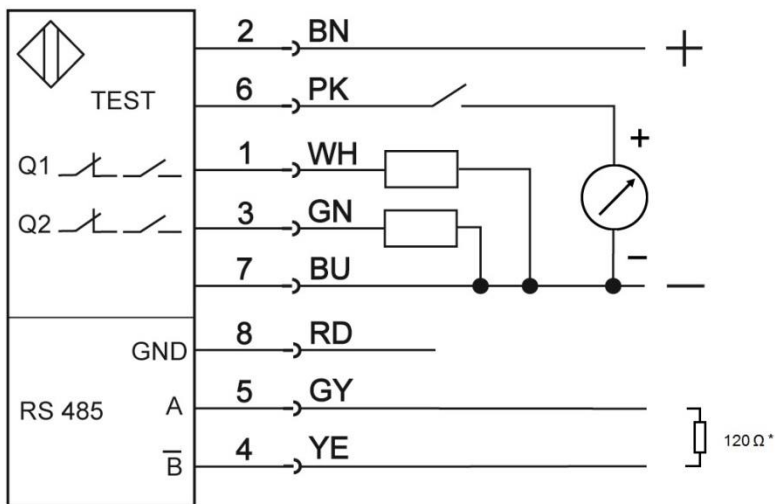 2 BN +
TEST 6 PK
+
Q1 1 WH
Q2 3 GN
7 BU − −
GND 8 RD
RS 485 A 5 GY
120 Ω *
B̅ 4 YE